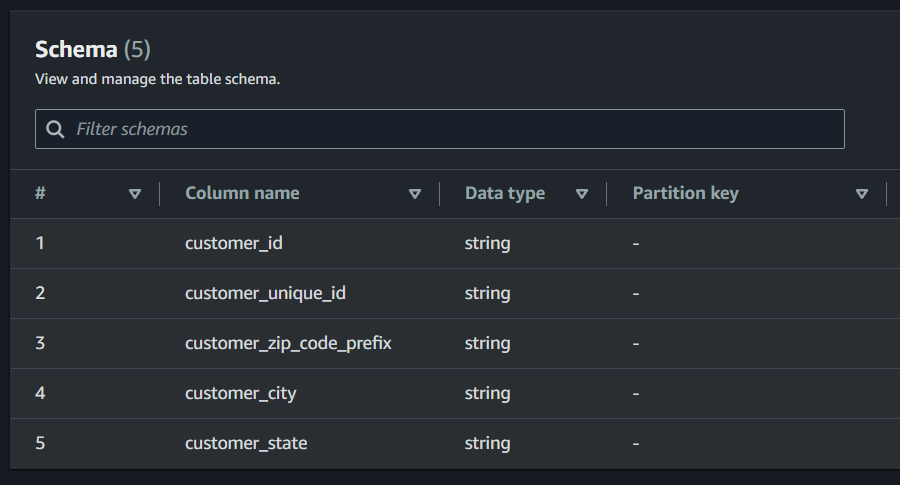 Schema (5)
View and manage the table schema.
Filter schemas
# Column name Data type Partition key
1 customer_id string -
2 customer_unique_id string -
3 customer_zip_code_prefix string -
4 customer_city string -
5 customer_state string -